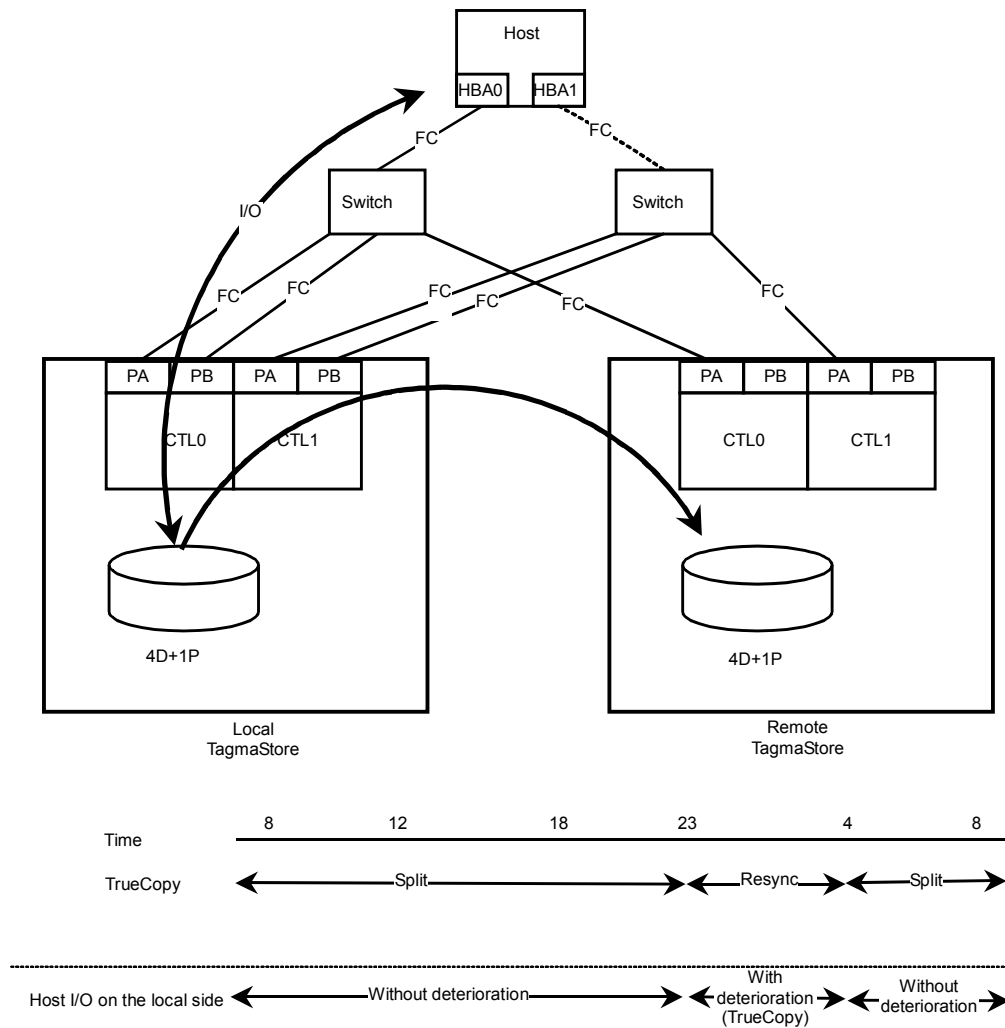 Host
HBA0 HBA1
FC FC
Switch Switch
I/O
FC FC FC FC FC FC
PA PB PA PB PA PB PA PB
CTL0 CTL1 CTL0 CTL1
4D+1P 4D+1P
Local Remote
TagmaStore TagmaStore
8 12 18 23 4 8
Time
TrueCopy Split Resync Split
Host I/O on the local side Without deterioration With deterioration (TrueCopy) Without deterioration